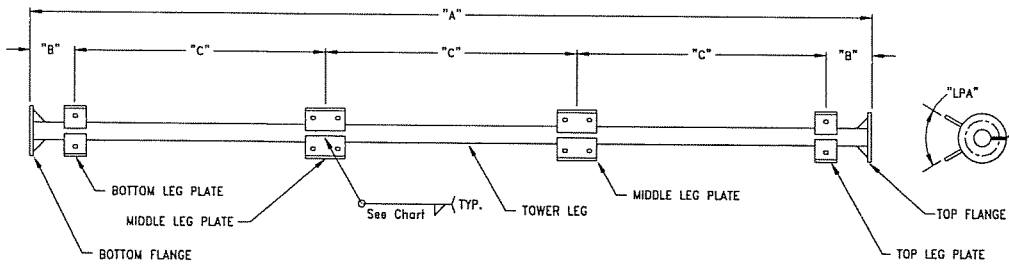 "A"
"B" "C" "C" "C" "B"
"LPA"
BOTTOM LEG PLATE
MIDDLE LEG PLATE
See Chart
TYP.
TOWER LEG
MIDDLE LEG PLATE
TOP FLANGE
BOTTOM FLANGE
TOP LEG PLATE